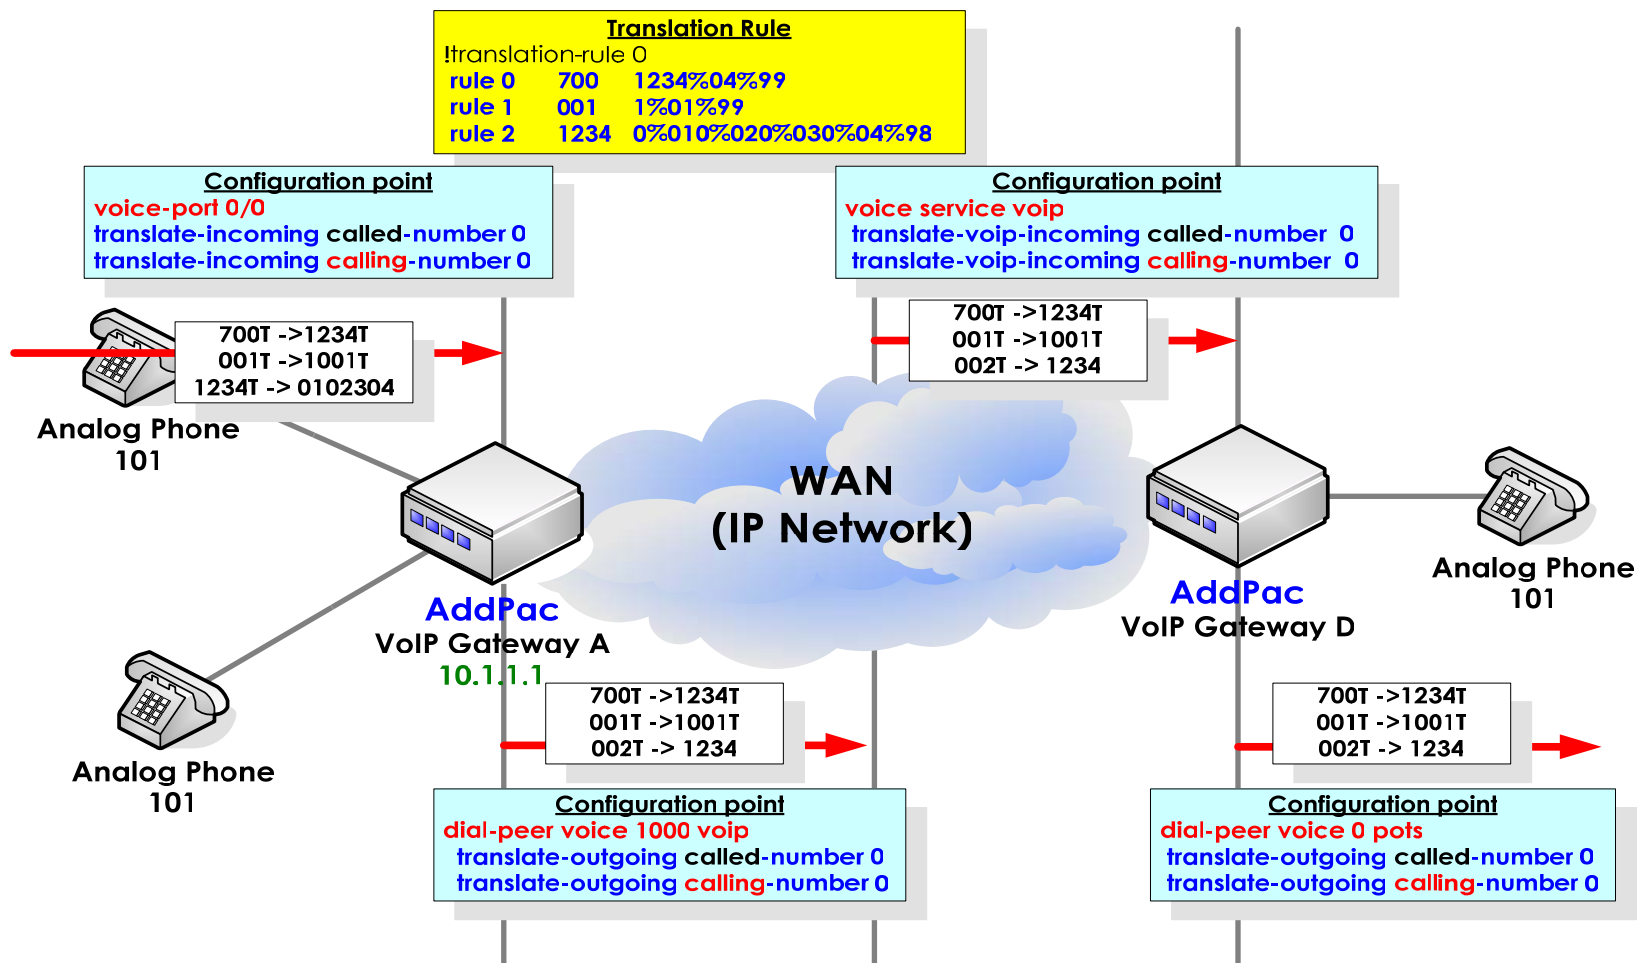 Translation Rule
!translation-rule 0
rule 0 700 1234%04%99
rule 1 001 1%01%99
rule 2 1234 0%010%020%030%04%98
Configuration point
voice-port 0/0
translate-incoming called-number 0
translate-incoming calling-number 0
Configuration point
voice service voip
translate-voip-incoming called-number 0
translate-voip-incoming calling-number 0
700T ->1234T
001T ->1001T
1234T -> 0102304
700T ->1234T
001T ->1001T
002T -> 1234
Analog Phone
101
WAN
(IP Network)
AddPac
VoIP Gateway A
10.1.1.1
AddPac
VoIP Gateway D
Analog Phone
101
Analog Phone
101
700T ->1234T
001T ->1001T
002T -> 1234
700T ->1234T
001T ->1001T
002T -> 1234
Configuration point
dial-peer voice 1000 voip
translate-outgoing called-number 0
translate-outgoing calling-number 0
Configuration point
dial-peer voice 0 pots
translate-outgoing called-number 0
translate-outgoing calling-number 0